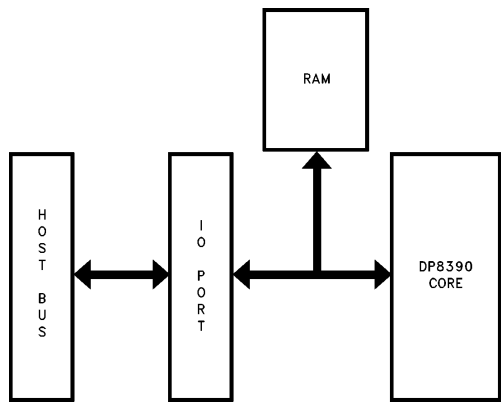 RAM
HOST BUS
IO PORT
DP8390
CORE